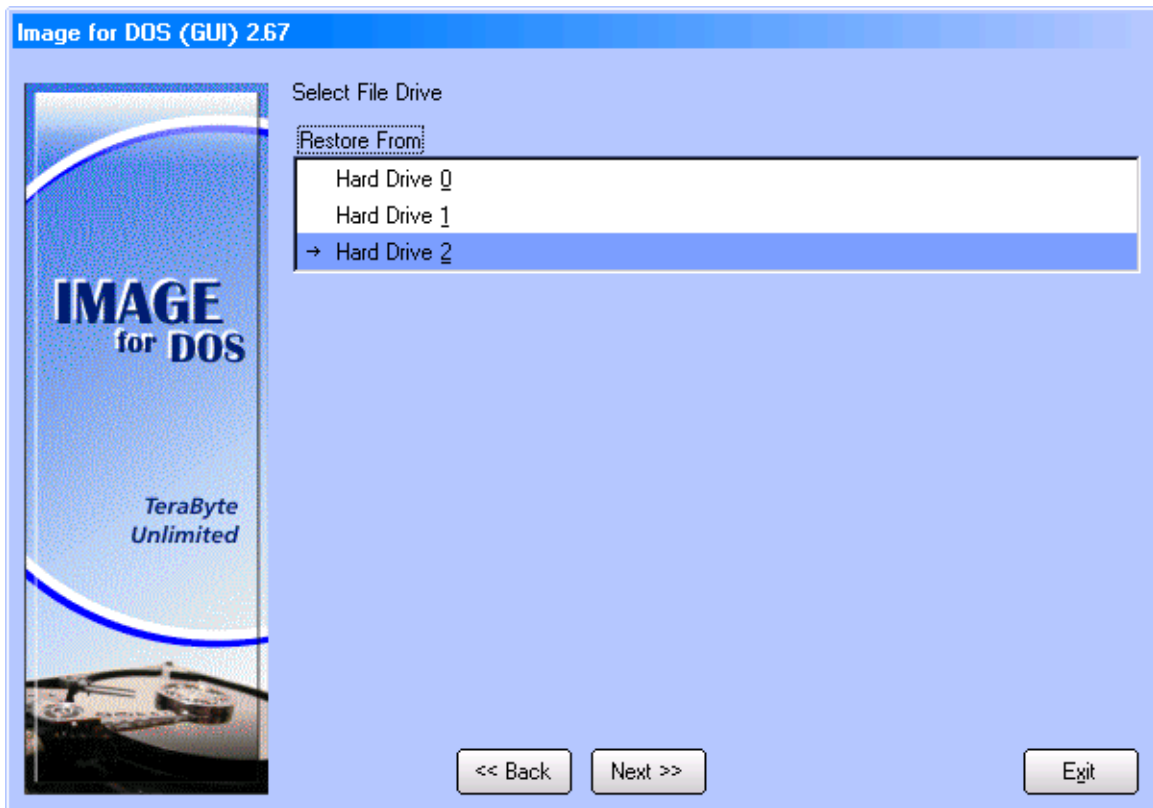 Image for DOS (GUI) 2.67
Select File Drive
Restore From
Hard Drive 0
Hard Drive 1
→ Hard Drive 2
IMAGE
for DOS
TeraByte
Unlimited
<< Back
Next >>
Exit